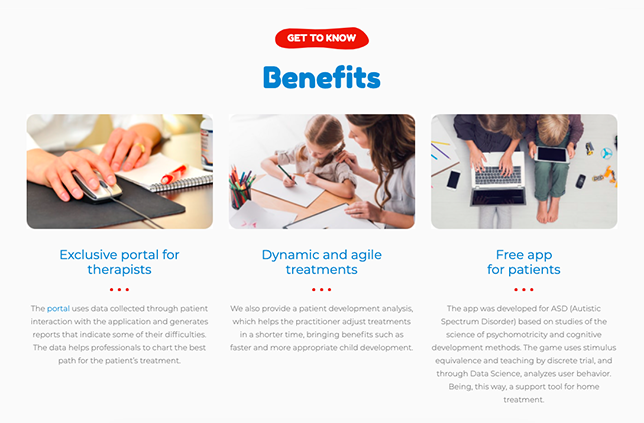 GET TO KNOW
Benefits
Exclusive portal for
therapists
The portal uses data collected through patient
interaction with the application and generates
reports that indicate some of their difficulties.
The data helps professionals to chart the best
path for the patient's treatment.
Dynamic and agile
treatments
We also provide a patient development analysis,
which helps the practitioner adjust treatments
in a shorter time, bringing benefits such as
faster and more appropriate child development.
Free app
for patients
The app was developed for ASD (Autistic
Spectrum Disorder) based on studies of the
science of psychomotricity and cognitive
development methods. The game uses stimulus
equivalence and teaching by discrete trial, and
through Data Science, analyzes user behavior.
Being, this way, a support tool for home
treatment.